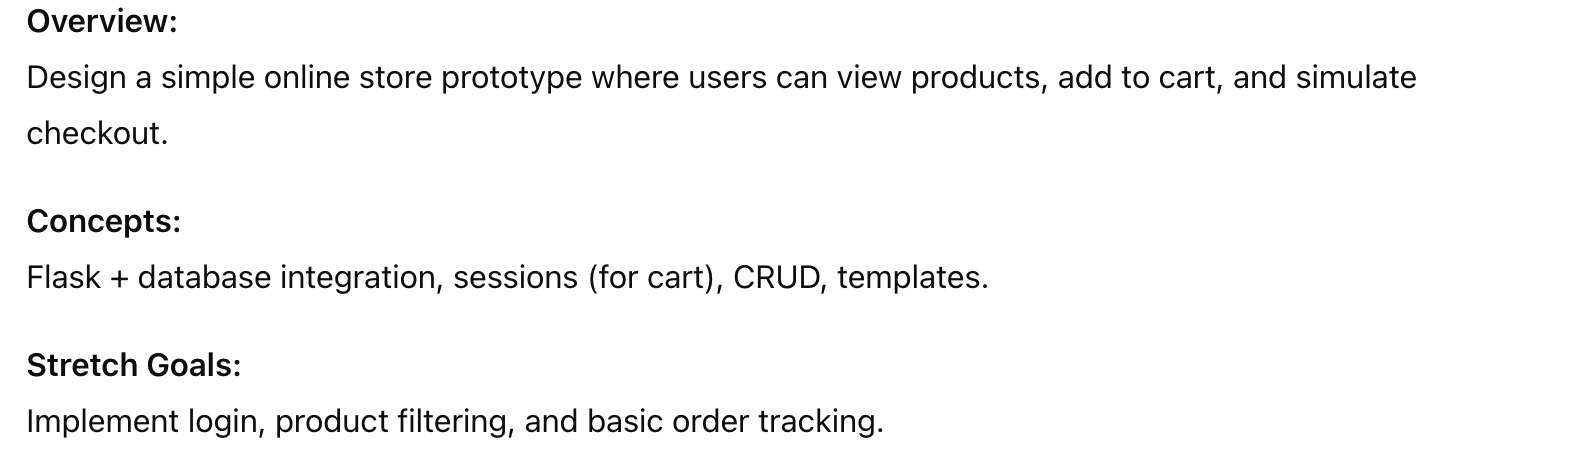 Overview:
Design a simple online store prototype where users can view products, add to cart, and simulate
checkout.
Concepts:
Flask + database integration, sessions (for cart), CRUD, templates.
Stretch Goals:
Implement login, product filtering, and basic order tracking.